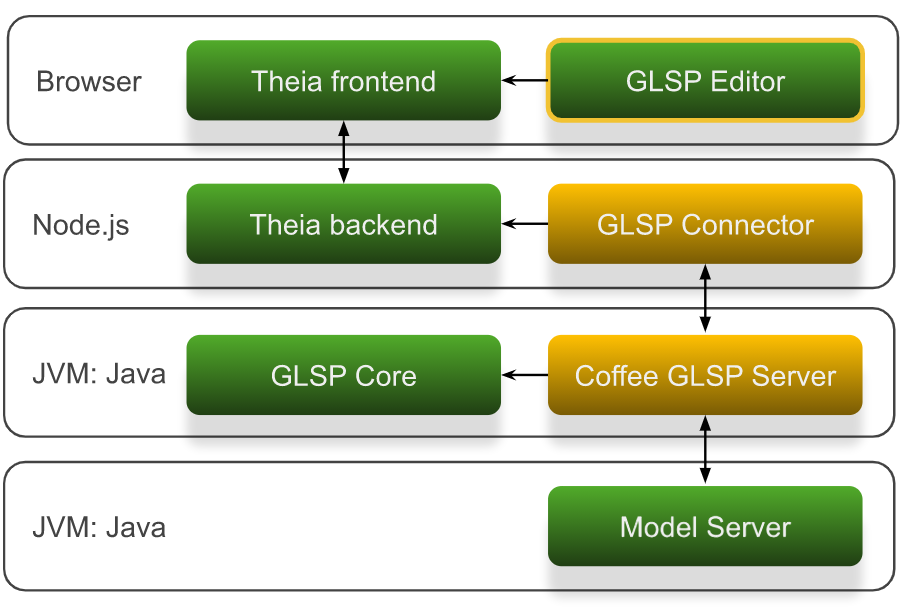 Browser
Theia frontend
GLSP Editor
Node.js
Theia backend
GLSP Connector
JVM: Java
GLSP Core
Coffee GLSP Server
JVM: Java
Model Server